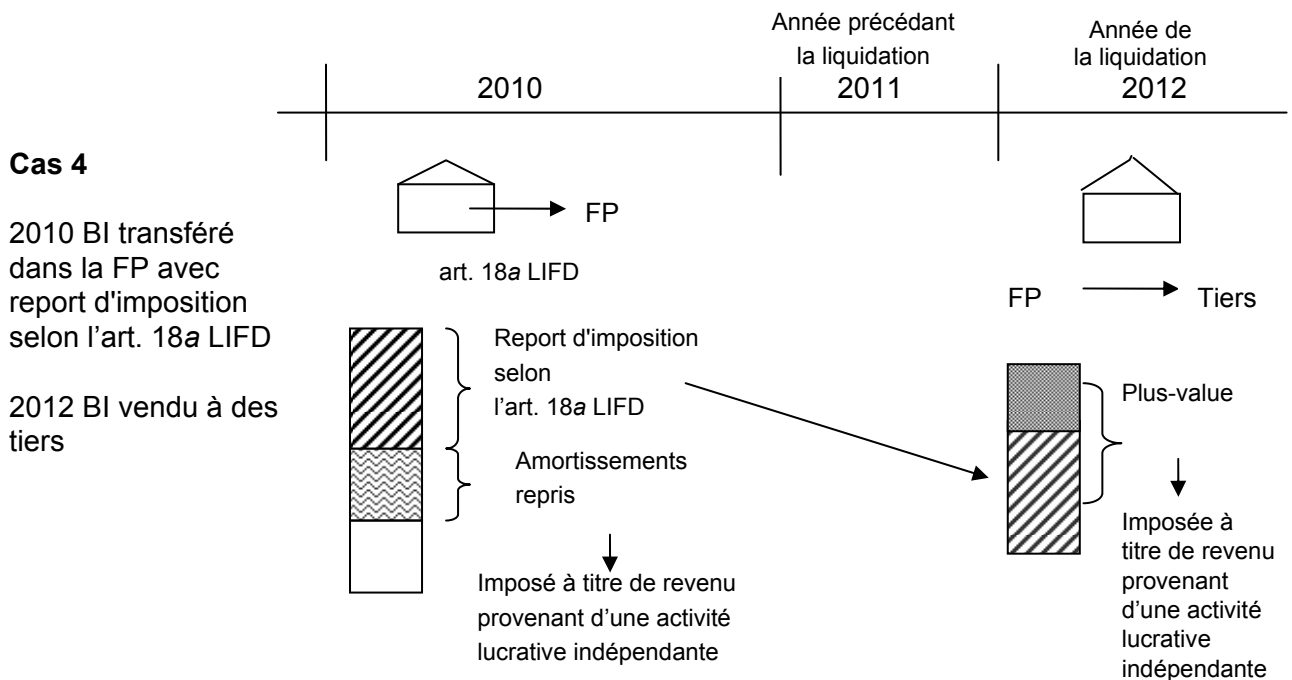 Année précédant
la liquidation
Année de
la liquidation
2010
2011
2012
Cas 4
2010 BI transféré
dans la FP avec
report d'imposition
selon l'art. 18a LIFD
2012 BI vendu à des
tiers
FP
art. 18a LIFD
Report d'imposition
selon
l'art. 18a LIFD
Amortissements
repris
Imposé à titre de revenu
provenant d'une activité
lucrative indépendante
FP
Tiers
Plus-value
Imposée à
titre de revenu
provenant
d'une activité
lucrative
indépendante